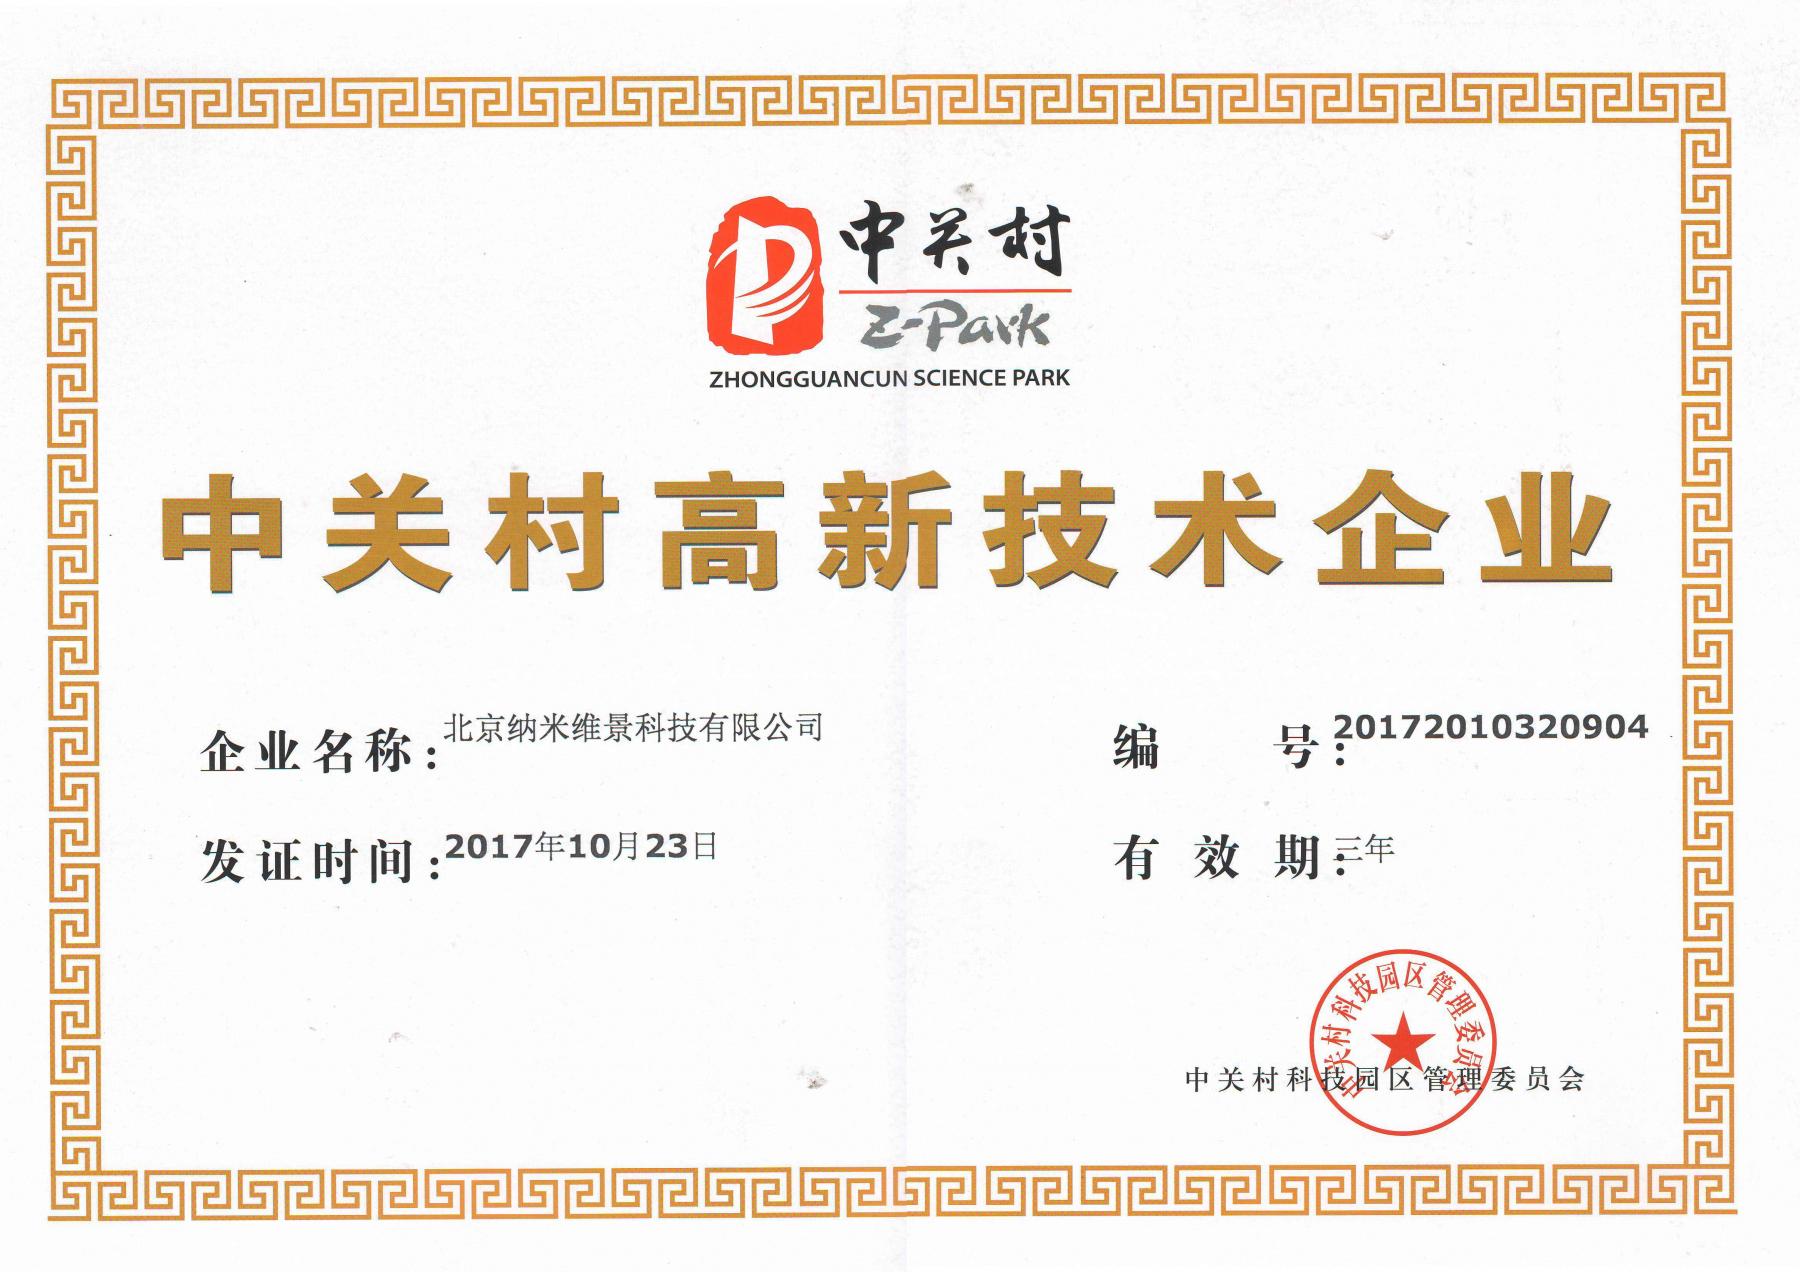 中关村
Z-Park
ZHONGGUANCUN SCIENCE PARK
中关村高新技术企业
企业名称:北京纳米维景科技有限公司
编 号:20172010320904
发证时间:2017年10月23日
有 效 期:三年
中关村科技园区管理委员会
中关村科技园区管理委员会